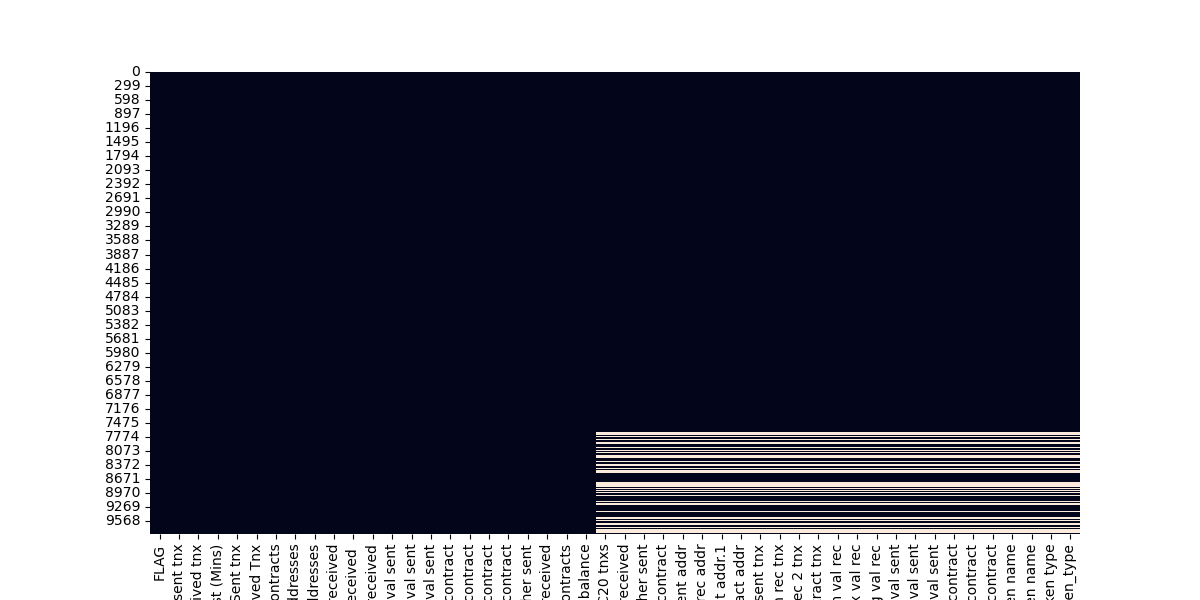 0
299
598
897
1196
1495
1794
2093
2392
2691
2990
3289
3588
3887
4186
4485
4784
5083
5382
5681
5980
6279
6578
6877
7176
7475
7774
8073
8372
8671
8970
9269
9568
FLAG
sent tnx
ived tnx
st (Mins)
Sent tnx
ved Tnx
ontracts
ddresses
ddresses
received
eceived
received
val sent
val sent
val sent
contract
contract
contract
contract
her sent
received
ontracts
balance
C20 tnxs
received
her sent
contract
ent addr
rec addr
t addr.1
act addr
sent tnx
n rec tnx
ec 2 tnx
ract tnx
n val rec
x val rec
g val rec
val sent
val sent
val sent
contract
contract
contract
en name
en name
ken type
en_type